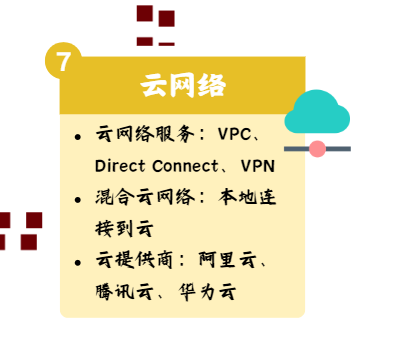 7
云网络
• 云网络服务：VPC、
Direct Connect、VPN
• 混合云网络：本地连
接到云
• 云提供商：阿里云、
腾讯云、华为云